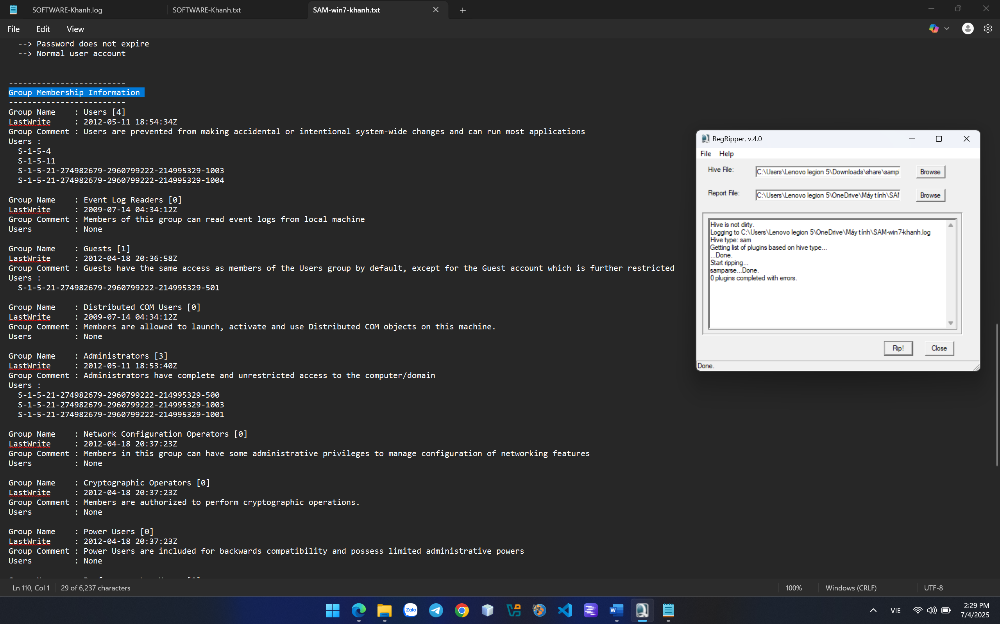 SOFTWARE-Khanh.log
SOFTWARE-Khanh.txt
SAM-win7-khanh.txt
File
Edit
View
--> Password does not expire
--> Normal user account
-------------------------
Group Membership Information
-------------------------
Group Name    : Users [4]
LastWrite     : 2012-05-11 18:54:34Z
Group Comment : Users are prevented from making accidental or intentional system-wide changes and can run most applications
Users :
S-1-5-4
S-1-5-11
S-1-5-21-274982679-2960799222-214995329-1003
S-1-5-21-274982679-2960799222-214995329-1004
Group Name    : Event Log Readers [0]
LastWrite     : 2009-07-14 04:34:12Z
Group Comment : Members of this group can read event logs from local machine
Users         : None
Group Name    : Guests [1]
LastWrite     : 2012-04-18 20:36:58Z
Group Comment : Guests have the same access as members of the Users group by default, except for the Guest account which is further restricted
Users :
S-1-5-21-274982679-2960799222-214995329-501
Group Name    : Distributed COM Users [0]
LastWrite     : 2009-07-14 04:34:12Z
Group Comment : Members are allowed to launch, activate and use Distributed COM objects on this machine.
Users         : None
Group Name    : Administrators [3]
LastWrite     : 2012-05-11 18:53:40Z
Group Comment : Administrators have complete and unrestricted access to the computer/domain
Users :
S-1-5-21-274982679-2960799222-214995329-500
S-1-5-21-274982679-2960799222-214995329-1003
S-1-5-21-274982679-2960799222-214995329-1001
Group Name    : Network Configuration Operators [0]
LastWrite     : 2012-04-18 20:37:23Z
Group Comment : Members in this group can have some administrative privileges to manage configuration of networking features
Users         : None
Group Name    : Cryptographic Operators [0]
LastWrite     : 2012-04-18 20:37:23Z
Group Comment : Members are authorized to perform cryptographic operations.
Users         : None
Group Name    : Power Users [0]
LastWrite     : 2012-04-18 20:37:23Z
Group Comment : Power Users are included for backwards compatibility and possess limited administrative powers
Users         : None
RegRipper, v.4.0
File
Help
Hive File:
C:\Users\Lenovo legion 5\Downloads\share\samp
Browse
Report File:
C:\Users\Lenovo legion 5\OneDrive\Máy tính\SAM
Browse
Hive is not dirty.
Logging to C:\Users\Lenovo legion 5\OneDrive\Máy tính\SAM-win7-khanh.log
Hive type: sam
Getting list of plugins based on hive type...
...Done.
Start ripping...
samparse...Done.
0 plugins completed with errors.
Rip!
Close
Done.
Ln 110, Col 1
29 of 6,237 characters
100%
Windows (CRLF)
UTF-8
Zalo
W
VIE
2:29 PM
7/4/2025